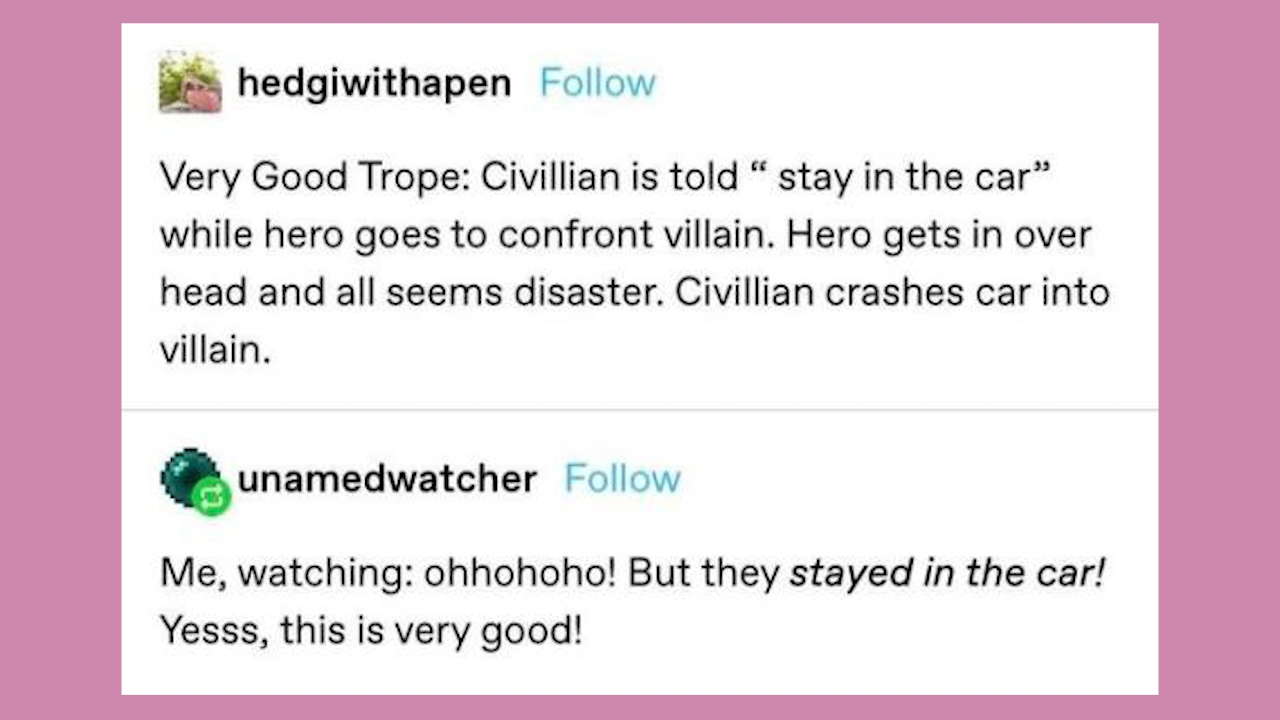 hedgiwithapen Follow
Very Good Trope: Civillian is told “ stay in the car”
while hero goes to confront villain. Hero gets in over
head and all seems disaster. Civillian crashes car into
villain.
unamedwatcher Follow
Me, watching: ohhohoho! But they stayed in the car!
Yesss, this is very good!